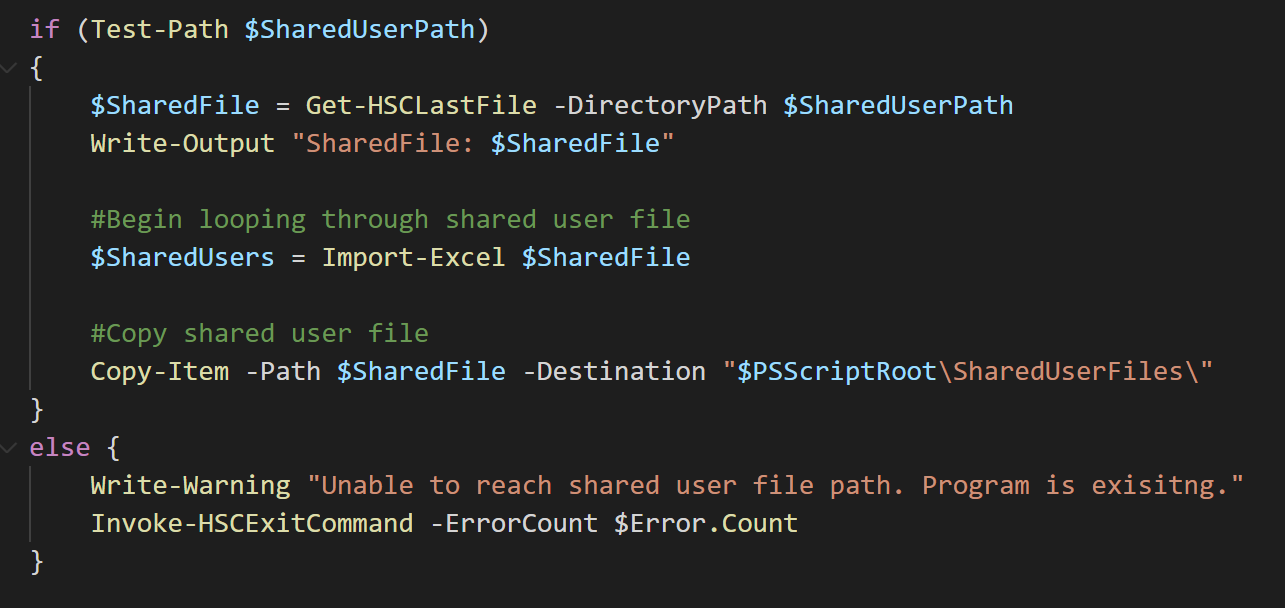 if (Test-Path $SharedUserPath)
{
    $SharedFile = Get-HSCLastFile -DirectoryPath $SharedUserPath
    Write-Output "SharedFile: $SharedFile"

    #Begin looping through shared user file
    $SharedUsers = Import-Excel $SharedFile

    #Copy shared user file
    Copy-Item -Path $SharedFile -Destination "$PSScriptRoot\SharedUserFiles\"
}
else {
    Write-Warning "Unable to reach shared user file path. Program is exisitng."
    Invoke-HSCExitCommand -ErrorCount $Error.Count
}